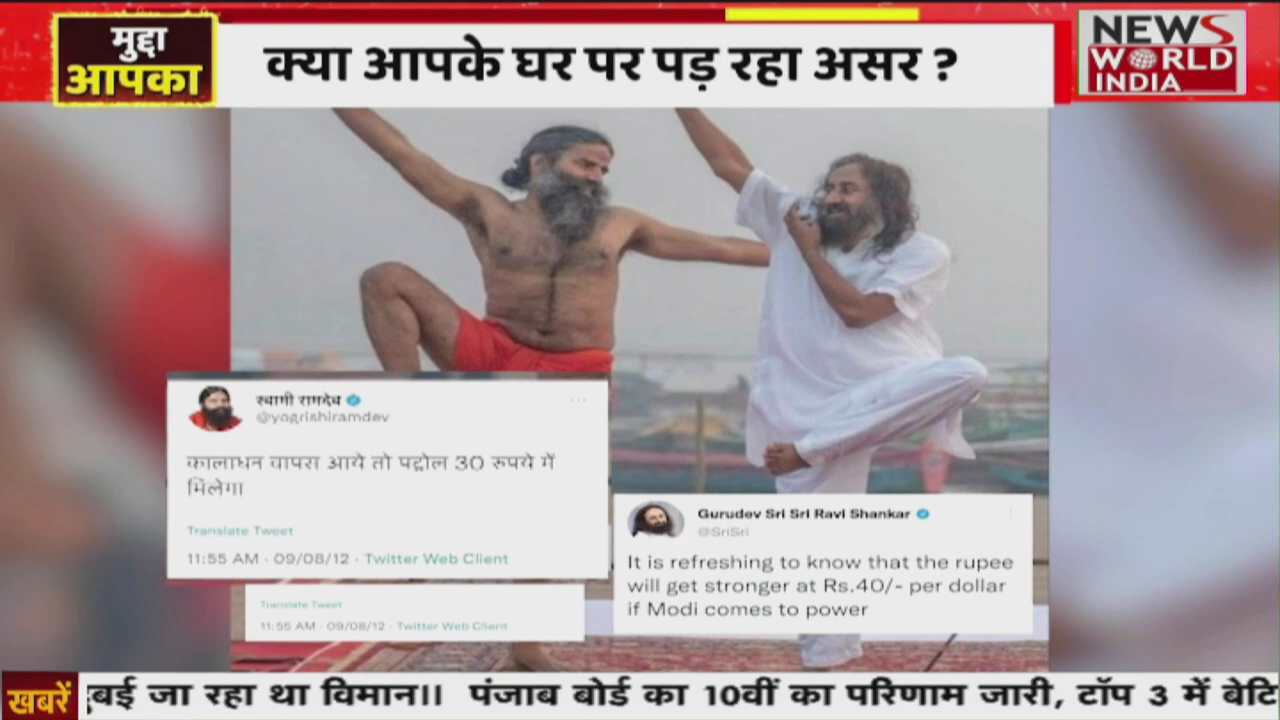 मुद्दा
आपका
क्या आपके घर पर पड़ रहा असर ?
NEWS
WORLD
INDIA
स्वामी रामदेव
@yogrishiramdev
कालाधन वापस आये तो पट्रोल 30 रुपये में
मिलेगा
Translate Tweet
11:55 AM · 09/08/12 · Twitter Web Client
Translate Tweet
11:55 AM · 09/08/12 · Twitter Web Client
Gurudev Sri Sri Ravi Shankar
@SriSri
It is refreshing to know that the rupee
will get stronger at Rs.40/- per dollar
if Modi comes to power
खबरें
बई जा रहा था विमान।। पंजाब बोर्ड का 10वीं का परिणाम जारी, टॉप 3 में बेटि